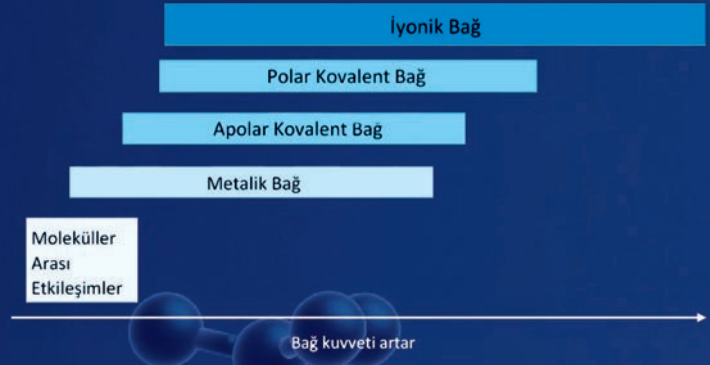 İyonik Bağ
Polar Kovalent Bağ
Apolar Kovalent Bağ
Metalik Bağ
Moleküller
Arası
Etkileşimler
Bağ kuvveti artar